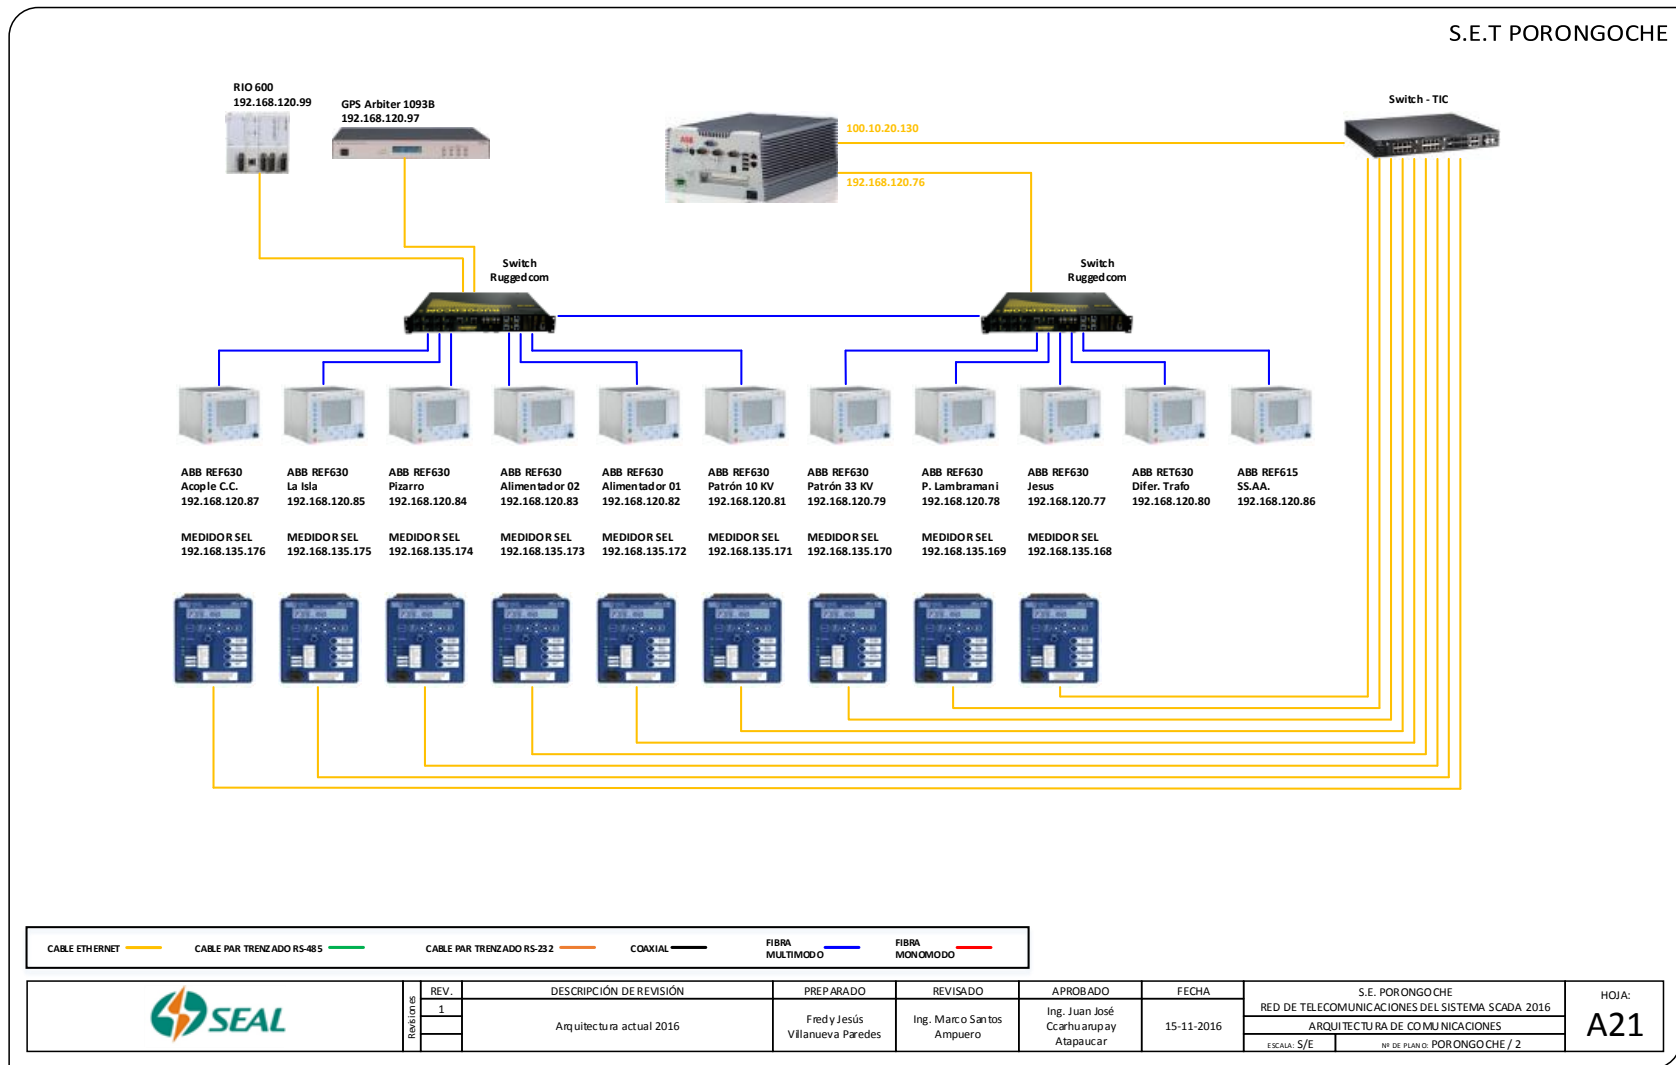 S.E.T PORONGOCHE
RIO 600
192.168.120.99
GPS Arbiter 1093B
192.168.120.97
ABB
100.10.20.130
192.168.120.76
Switch - TIC
Switch
Ruggedcom
Switch
Ruggedcom
RUGGEDCOM
RUGGEDCOM
ABB REF630
Acople C.C.
192.168.120.87
ABB REF630
La Isla
192.168.120.85
ABB REF630
Pizarro
192.168.120.84
ABB REF630
Alimentador 02
192.168.120.83
ABB REF630
Alimentador 01
192.168.120.82
ABB REF630
Patrón 10 KV
192.168.120.81
ABB REF630
Patrón 33 KV
192.168.120.79
ABB REF630
P. Lambramani
192.168.120.78
ABB REF630
Jesus
192.168.120.77
ABB RET630
Difer. Trafo
192.168.120.80
ABB REF615
SS.AA.
192.168.120.86
MEDIDOR SEL
192.168.135.176
MEDIDOR SEL
192.168.135.175
MEDIDOR SEL
192.168.135.174
MEDIDOR SEL
192.168.135.173
MEDIDOR SEL
192.168.135.172
MEDIDOR SEL
192.168.135.171
MEDIDOR SEL
192.168.135.170
MEDIDOR SEL
192.168.135.169
MEDIDOR SEL
192.168.135.168
CABLE ETHERNET
CABLE PAR TRENZADO RS-485
CABLE PAR TRENZADO RS-232
COAXIAL
FIBRA
MULTIMODO
FIBRA
MONOMODO
SEAL
Revisiones
REV.
1
DESCRIPCIÓN DE REVISIÓN
Arquitectura actual 2016
PREPARADO
Fredy Jesús
Villanueva Paredes
REVISADO
Ing. Marco Santos
Ampuero
APROBADO
Ing. Juan José
Ccarhuarupay
Atapaucar
FECHA
15-11-2016
S.E. PORONGOCHE
RED DE TELECOMUNICACIONES DEL SISTEMA SCADA 2016
ARQUITECTURA DE COMUNICACIONES
ESCALA: S/E
Nº DE PLANO: PORONGOCHE / 2
HOJA:
A21